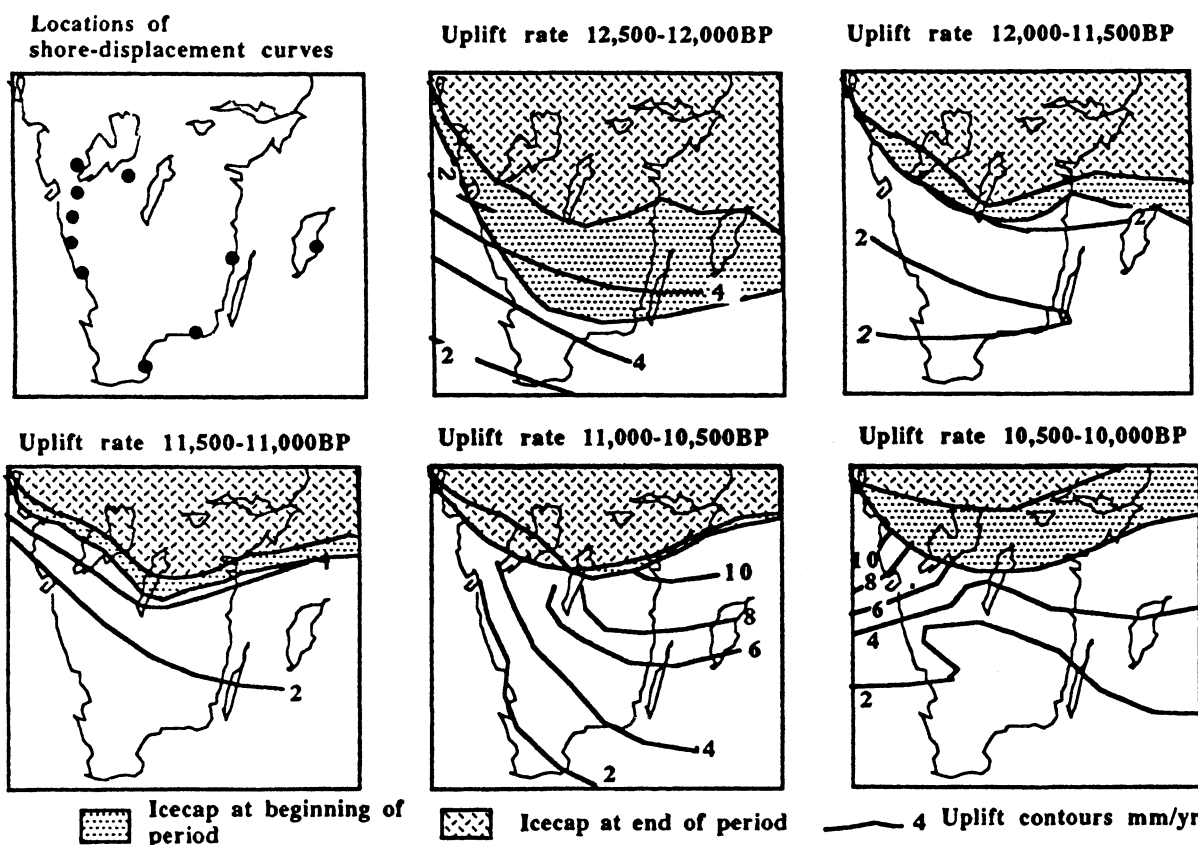 Locations of
shore-displacement curves
Uplift rate 12,500-12,000BP
2
4
4
2
Uplift rate 12,000-11,500BP
2
2
2
Uplift rate 11,500-11,000BP
4
2
Uplift rate 11,000-10,500BP
10
8
6
4
2
Uplift rate 10,500-10,000BP
10
8
6
4
2
Icecap at beginning of
period
Icecap at end of period
4 Uplift contours mm/yr